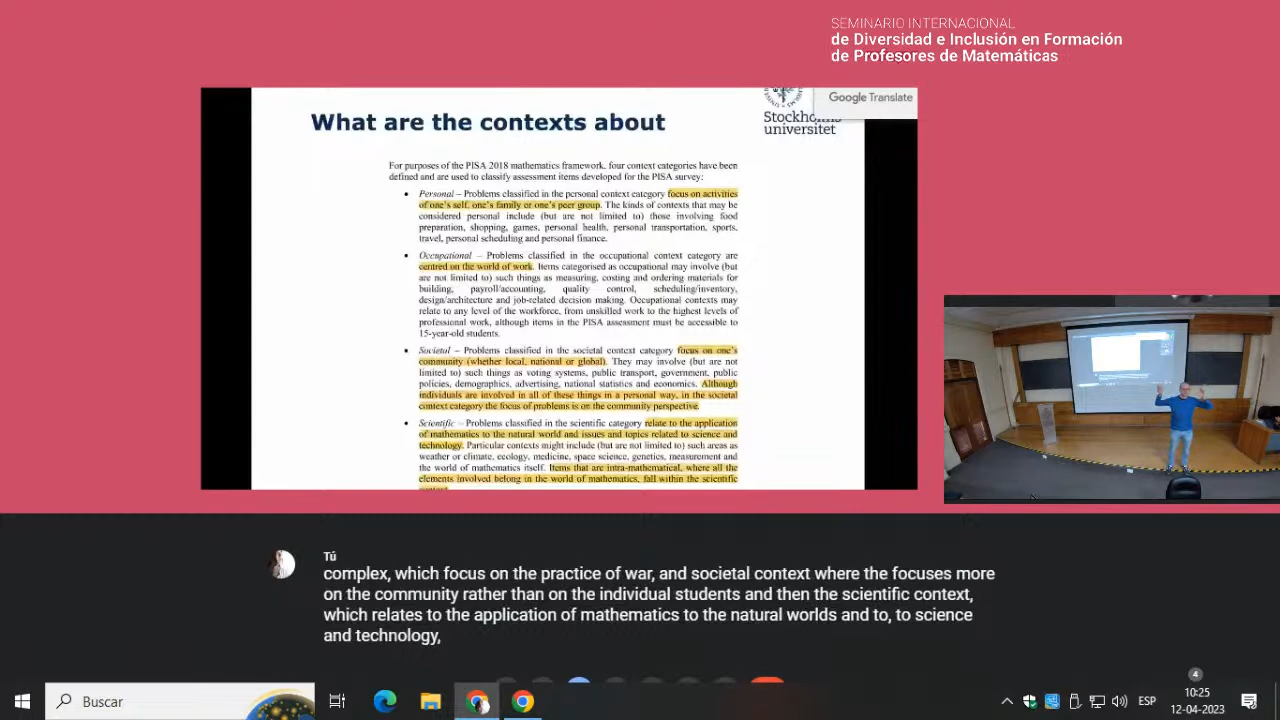 SEMINARIO INTERNACIONAL
de Diversidad e Inclusión en Formación
de Profesores de Matemáticas
What are the contexts about
Google Translate
Stockholms
universitet
For purposes of the PISA 2018 mathematics framework, four context categories have been
defined and are used to classify assessment items developed for the PISA survey:
• Personal – Problems classified in the personal context category focus on activities
of one's self, one's family or one's peer group. The kinds of contexts that may be
considered personal include (but are not limited to) those involving food
preparation, shopping, games, personal health, personal transportation, sports,
travel, personal scheduling and personal finance.
• Occupational – Problems classified in the occupational context category are
centred on the world of work. Items categorised as occupational may involve (but
are not limited to) such things as measuring, costing and ordering materials for
building, payroll/accounting, quality control, scheduling/inventory,
design/architecture and job-related decision making. Occupational contexts may
relate to any level of the workforce, from unskilled work to the highest levels of
professional work, although items in the PISA assessment must be accessible to
15-year-old students.
• Societal – Problems classified in the societal context category focus on one's
community (whether local, national or global). They may involve (but are not
limited to) such things as voting systems, public transport, government, public
policies, demographics, advertising, national statistics and economics. Although
individuals are involved in all of these things in a personal way, in the societal
context category the focus of problems is on the community perspective.
• Scientific – Problems classified in the scientific category relate to the application
of mathematics to the natural world and issues and topics related to science and
technology. Particular contexts might include (but are not limited to) such areas as
weather or climate, ecology, medicine, space science, genetics, measurement and
the world of mathematics itself. Items that are intra-mathematical, where all the
elements involved belong in the world of mathematics, fall within the scientific
Tú
complex, which focus on the practice of war, and societal context where the focuses more
on the community rather than on the individual students and then the scientific context,
which relates to the application of mathematics to the natural worlds and to, to science
and technology,
Buscar
4
ESP
10:25
12-04-2023